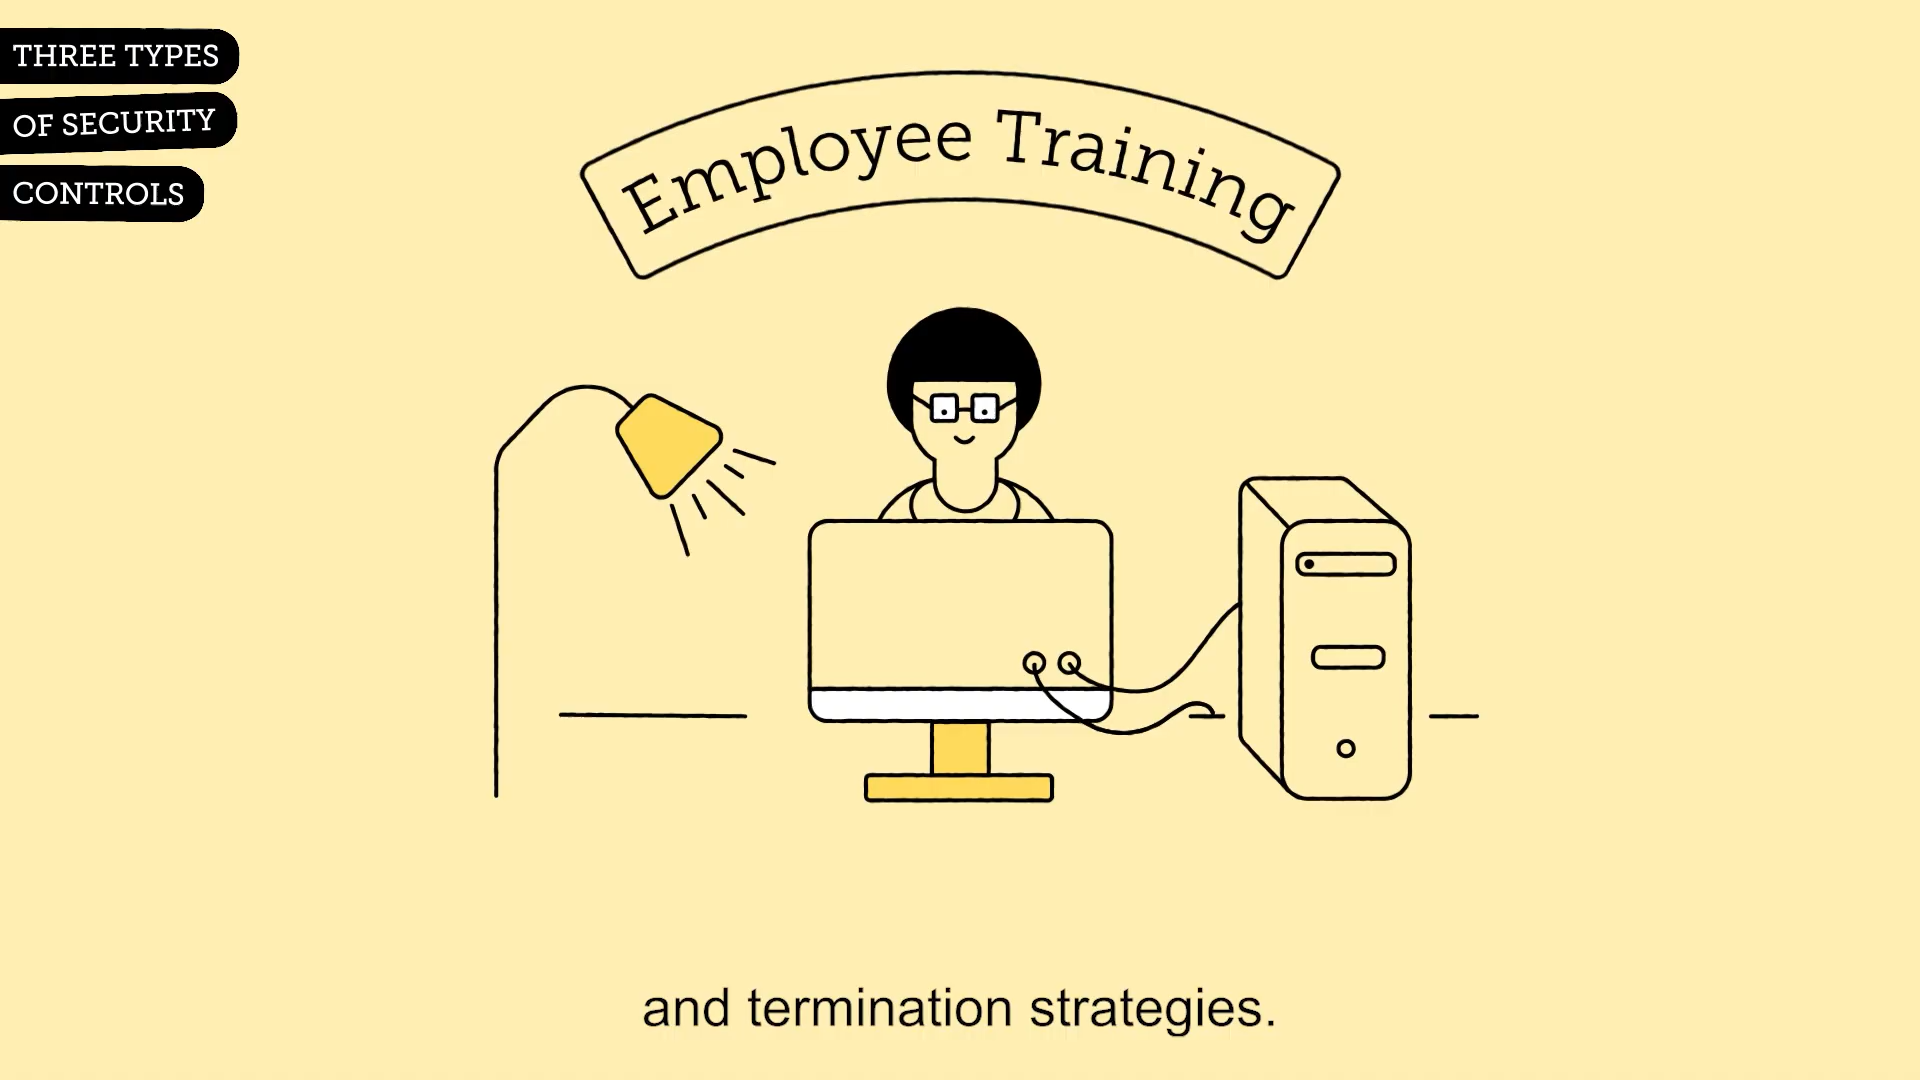 THREE TYPES
OF SECURITY
CONTROLS
Employee Training
and termination strategies.